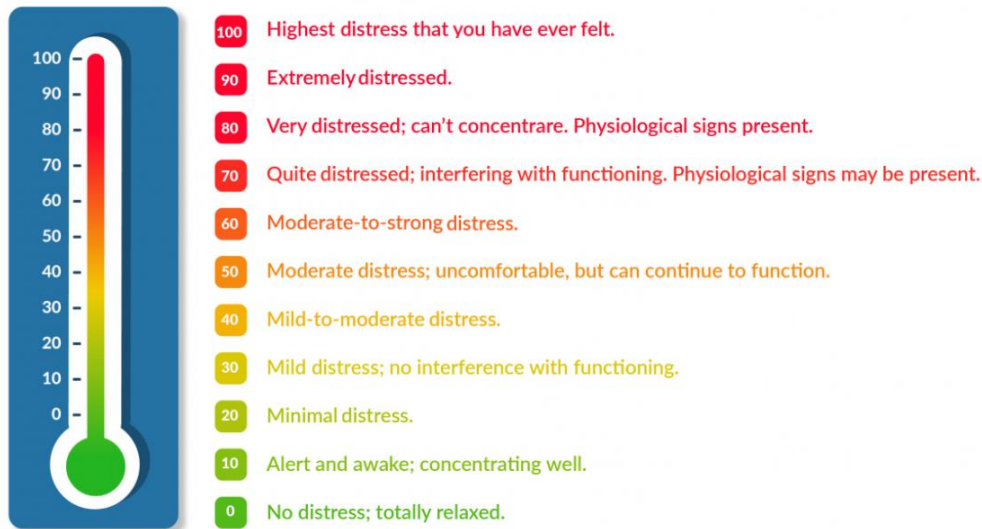 100
90
80
70
60
50
40
30
20
10
0
100 Highest distress that you have ever felt.
90 Extremely distressed.
80 Very distressed; can't concentrare. Physiological signs present.
70 Quite distressed; interfering with functioning. Physiological signs may be present.
60 Moderate-to-strong distress.
50 Moderate distress; uncomfortable, but can continue to function.
40 Mild-to-moderate distress.
30 Mild distress; no interference with functioning.
20 Minimal distress.
10 Alert and awake; concentrating well.
0 No distress; totally relaxed.